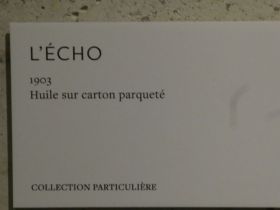 L'ÉCHO
1903
Huile sur carton parqueté
COLLECTION PARTICULIÈRE